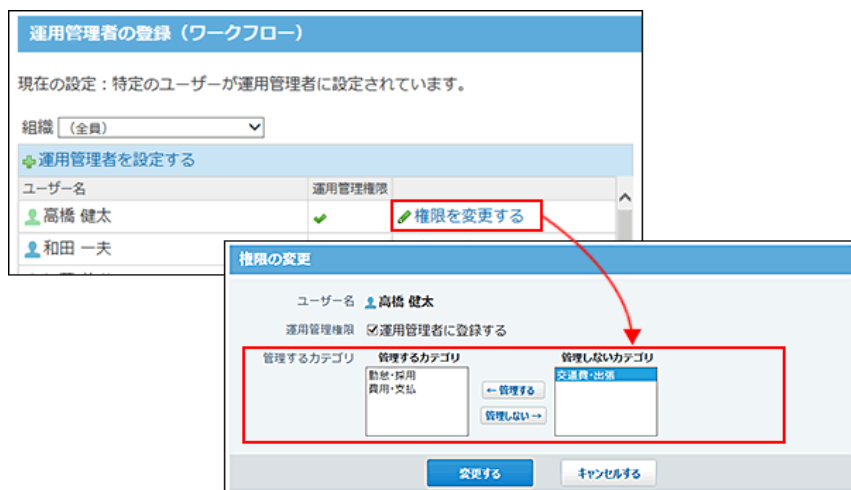 運用管理者の登録（ワークフロー）
現在の設定：特定のユーザーが運用管理者に設定されています。
組織 （全員）
運用管理者を設定する
ユーザー名 運用管理権限
高橋 健太 権限を変更する
和田 一夫
権限の変更
ユーザー名 高橋 健太
運用管理権限 運用管理者に登録する
管理するカテゴリ 管理するカテゴリ 管理しないカテゴリ
勤怠・採用 交通費・出張
費用・支払
←管理する
管理しない→
変更する キャンセルする